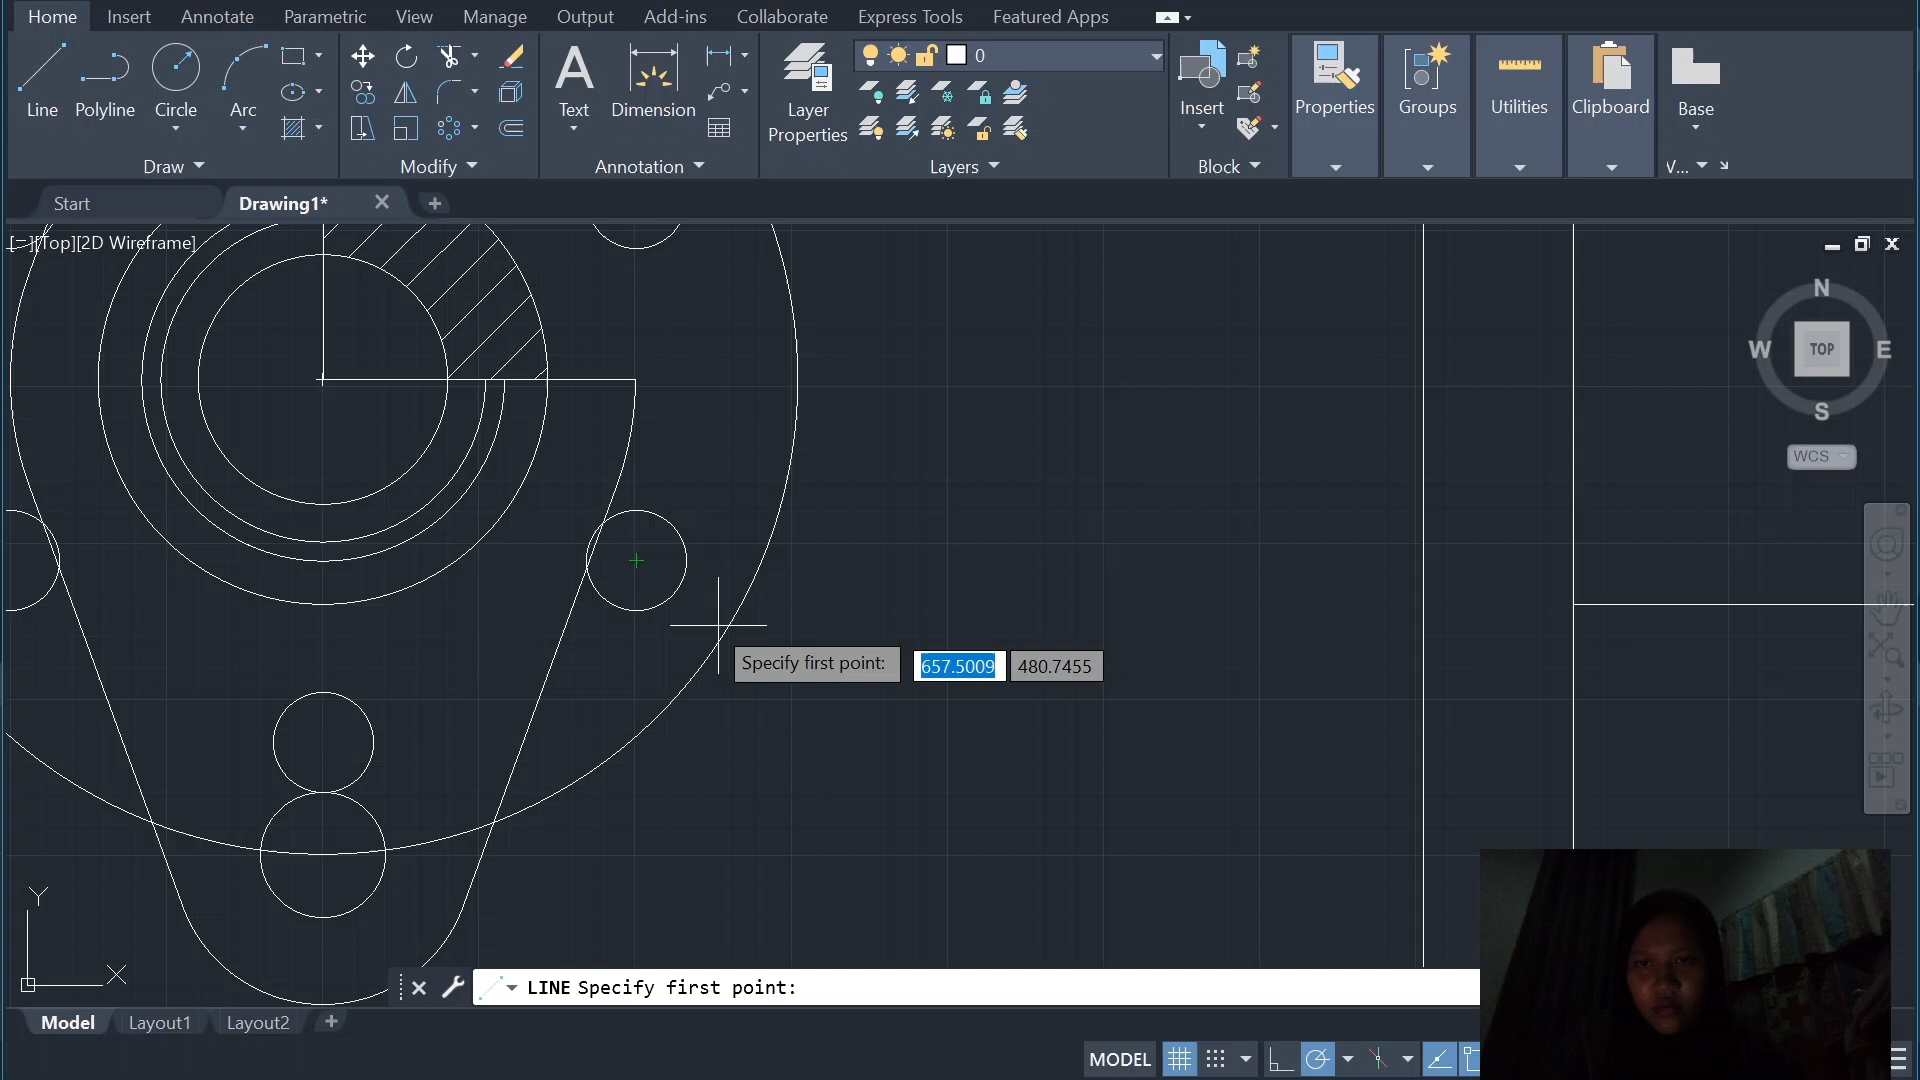 Home Insert Annotate Parametric View Manage Output Add-ins Collaborate Express Tools Featured Apps
0
Line Polyline Circle Arc Text Dimension Layer Properties Insert Properties Groups Utilities Clipboard Base
Draw Modify Annotation Layers Block V...
Start Drawing1*
[−][Top][2D Wireframe]
N
W TOP E
S
WCS
Specify first point: 657.5009 480.7455
Y
X
LINE Specify first point:
Model Layout1 Layout2
MODEL